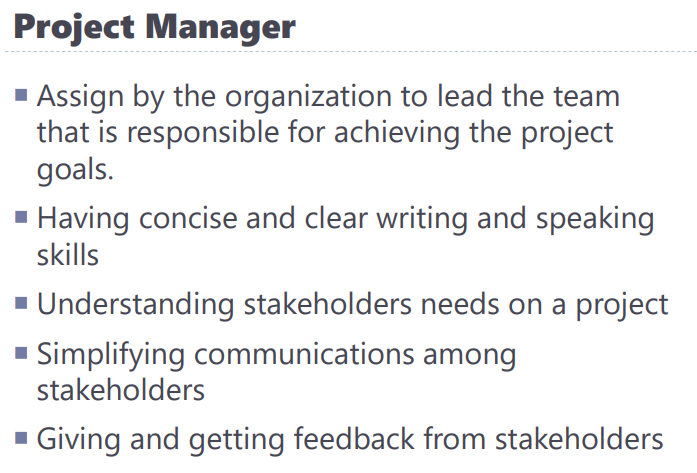 Project Manager
Assign by the organization to lead the team
that is responsible for achieving the project
goals.
Having concise and clear writing and speaking
skills
Understanding stakeholders needs on a project
Simplifying communications among
stakeholders
Giving and getting feedback from stakeholders